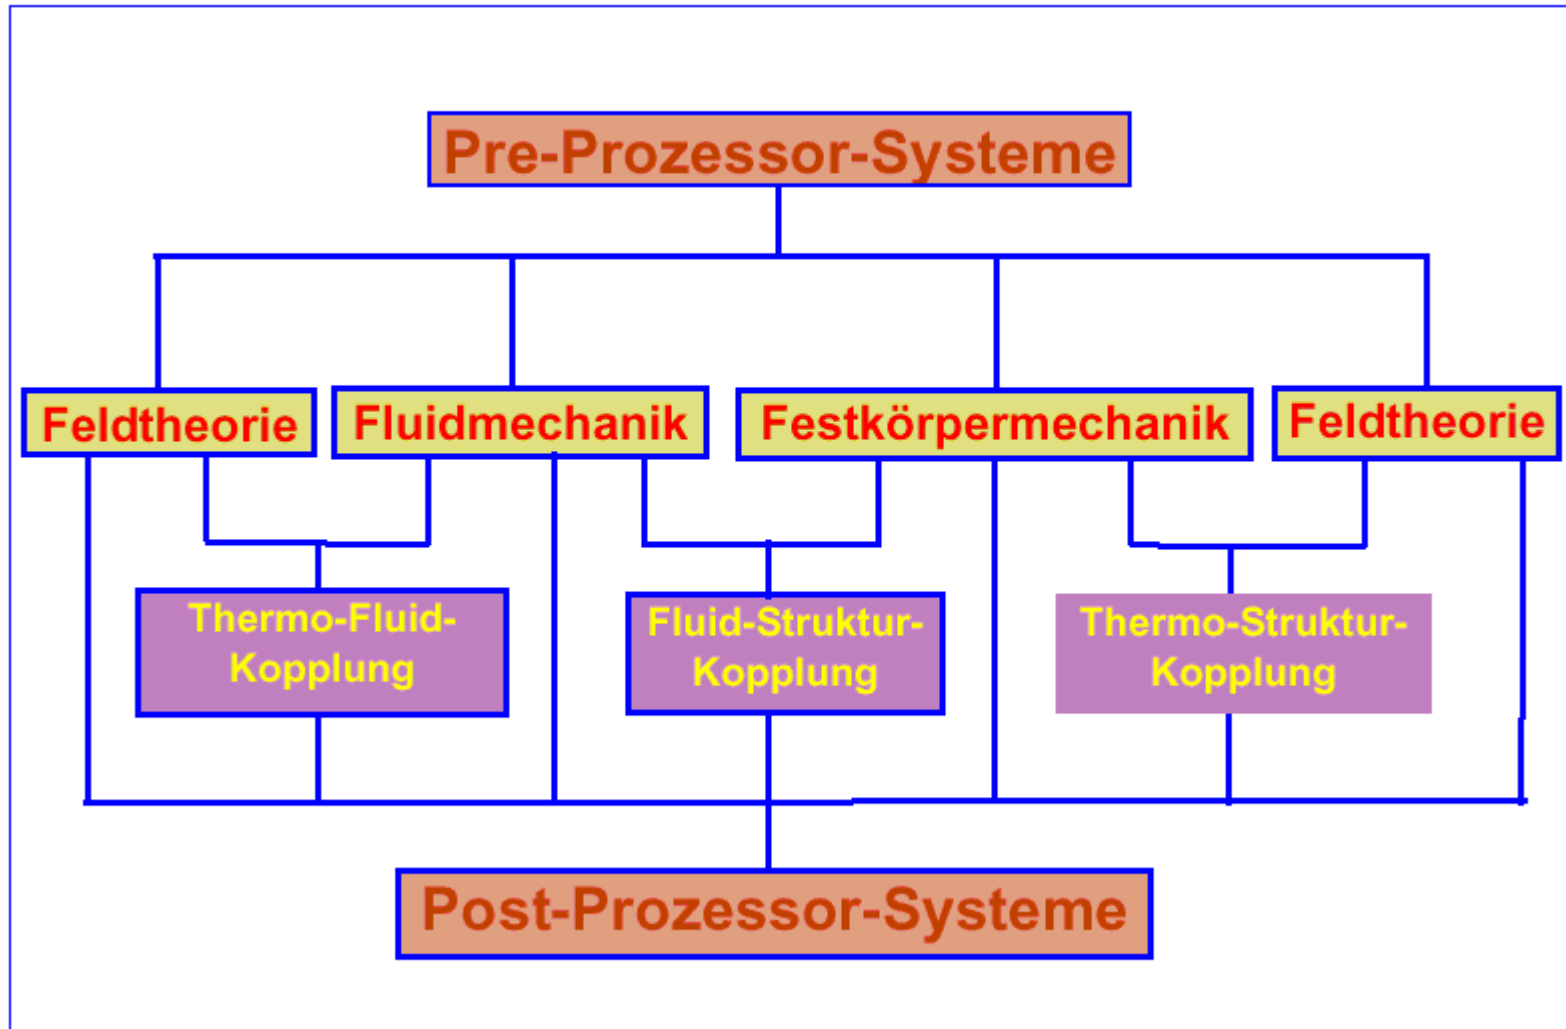 Pre-Prozessor-Systeme
Feldtheorie
Fluidmechanik
Festkörpermechanik
Feldtheorie
Thermo-Fluid-
Kopplung
Fluid-Struktur-
Kopplung
Thermo-Struktur-
Kopplung
Post-Prozessor-Systeme